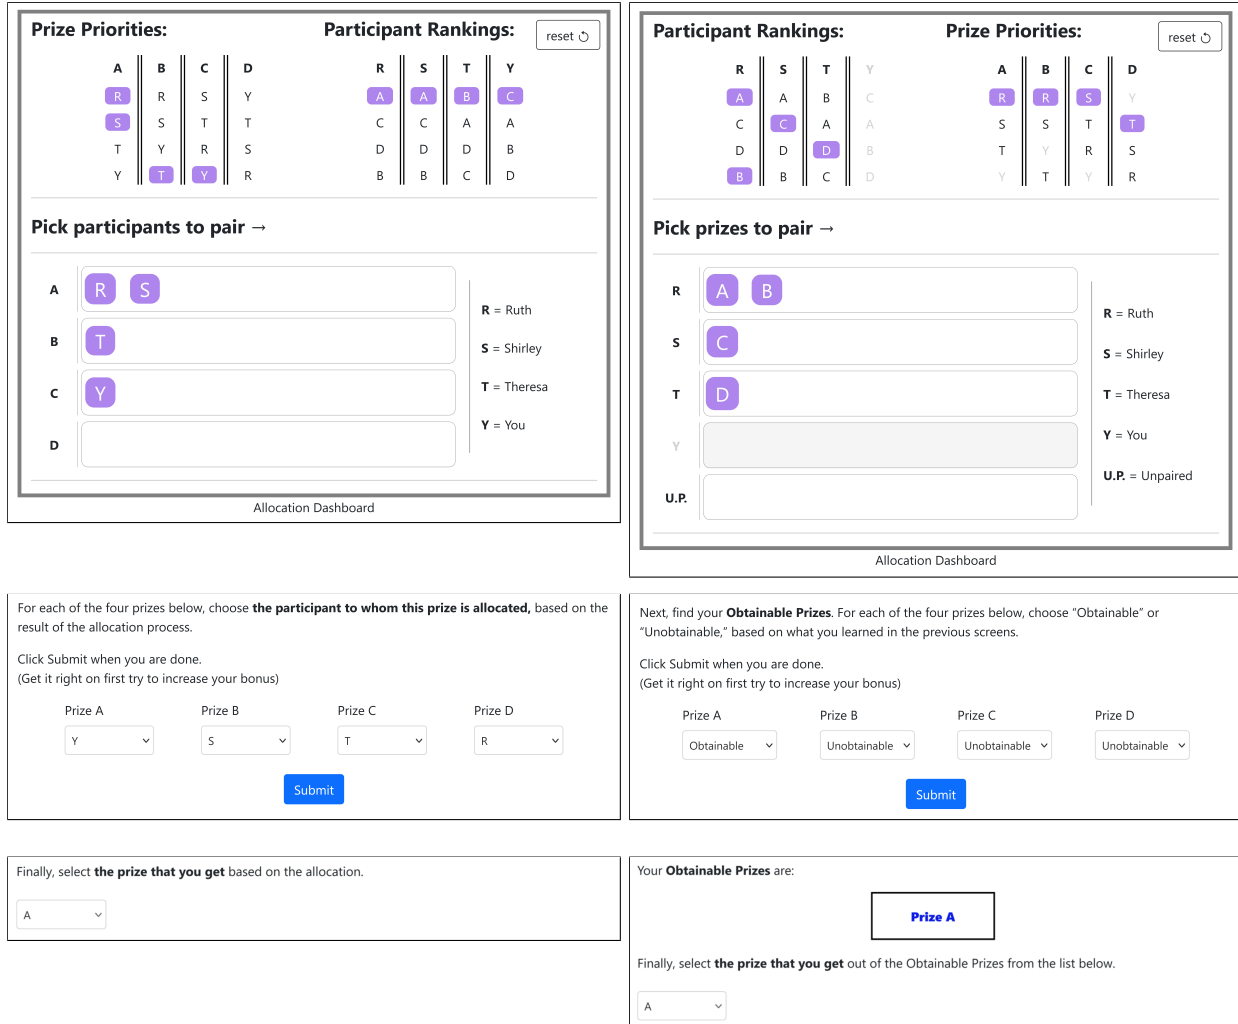 Prize Priorities:
Participant Rankings:
reset
A B C D
R S T Y
R R S Y
A A B C
S S T T
C C A A
T Y R S
D D D B
Y T Y R
B B C D
Pick participants to pair →
A R S
B T
C Y
D
R = Ruth
S = Shirley
T = Theresa
Y = You
Allocation Dashboard
Participant Rankings:
Prize Priorities:
reset
R S T Y
A B C D
A A B C
R R S Y
C C A A
S S T T
D D D B
T Y R S
B B C D
Y T Y R
Pick prizes to pair →
R A B
S C
T D
Y
U.P.
R = Ruth
S = Shirley
T = Theresa
Y = You
U.P. = Unpaired
Allocation Dashboard
For each of the four prizes below, choose the participant to whom this prize is allocated, based on the
result of the allocation process.
Click Submit when you are done.
(Get it right on first try to increase your bonus)
Prize A Prize B Prize C Prize D
Y S T R
Submit
Next, find your Obtainable Prizes. For each of the four prizes below, choose “Obtainable” or
“Unobtainable,” based on what you learned in the previous screens.
Click Submit when you are done.
(Get it right on first try to increase your bonus)
Prize A Prize B Prize C Prize D
Obtainable Unobtainable Unobtainable Unobtainable
Submit
Finally, select the prize that you get based on the allocation.
A
Your Obtainable Prizes are:
Prize A
Finally, select the prize that you get out of the Obtainable Prizes from the list below.
A